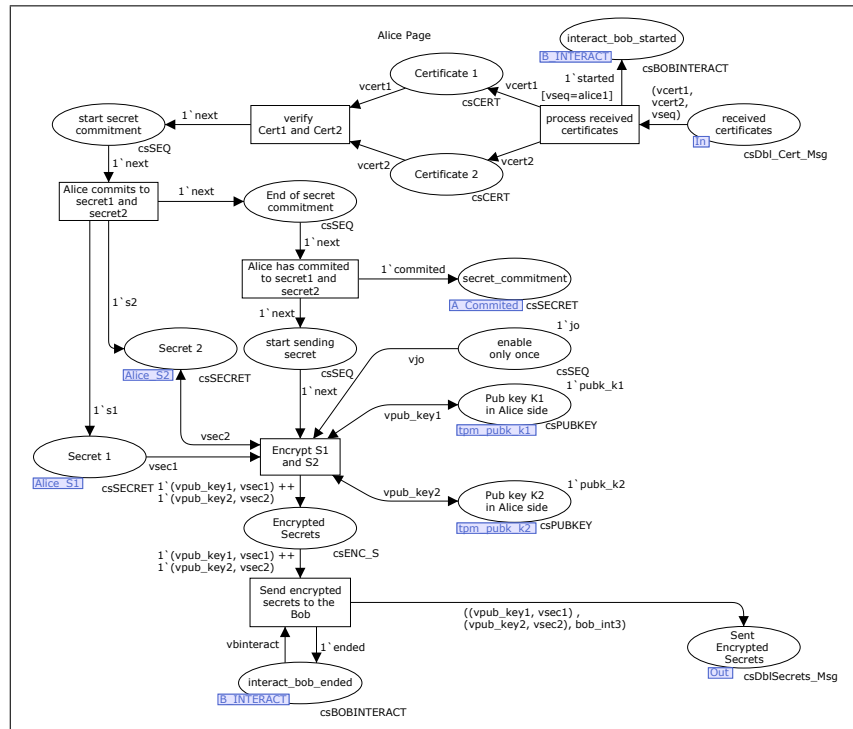 Alice Page
interact_bob_started
B_INTERACT
csBOBINTERACT
1`started
[vseq=alice1]
Certificate 1
csCERT
vcert1
vcert1
(vcert1,
vcert2,
vseq)
received
certificates
In
csDbl_Cert_Msg
process received
certificates
verify
Cert1 and Cert2
vcert2
vcert2
Certificate 2
csCERT
1`next
start secret
commitment
csSEQ
1`next
Alice commits to
secret1 and
secret2
1`next
End of secret
commitment
csSEQ
1`next
Alice has commited
to secret1 and
secret2
1`commited
secret_commitment
A_Commited
csSECRET
1`next
1`s2
Secret 2
Alice_S2
csSECRET
start sending
secret
csSEQ
1`jo
enable
only once
csSEQ
vjo
1`next
1`pubk_k1
Pub key K1
in Alice side
tpm_pubk_k1
csPUBKEY
vpub_key1
1`s1
vsec2
Secret 1
Alice_S1
csSECRET
vsec1
Encrypt S1
and S2
1`pubk_k2
Pub key K2
in Alice side
tpm_pubk_k2
csPUBKEY
vpub_key2
1`(vpub_key1, vsec1) ++
1`(vpub_key2, vsec2)
Encrypted
Secrets
csENC_S
1`(vpub_key1, vsec1) ++
1`(vpub_key2, vsec2)
Send encrypted
secrets to the
Bob
((vpub_key1, vsec1) ,
(vpub_key2, vsec2), bob_int3)
Sent
Encrypted
Secrets
Out
csDblSecrets_Msg
vbinteract
1`ended
interact_bob_ended
B_INTERACT
csBOBINTERACT